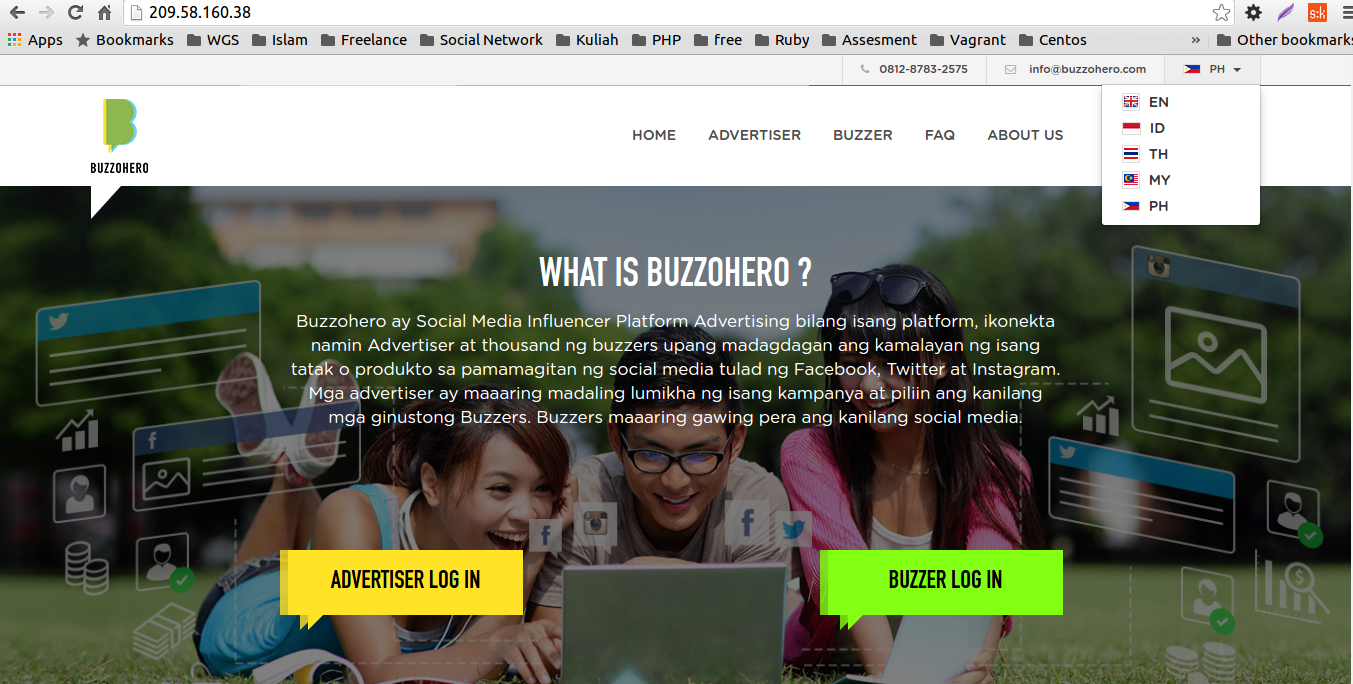 209.58.160.38
Apps Bookmarks WGS Islam Freelance Social Network Kuliah PHP free Ruby Assesment Vagrant Centos » Other bookmarks
0812-8783-2575 info@buzzohero.com PH
EN
ID
TH
MY
PH
BUZZOHERO
HOME ADVERTISER BUZZER FAQ ABOUT US
WHAT IS BUZZOHERO ?
Buzzohero ay Social Media Influencer Platform Advertising bilang isang platform, ikonekta
namin Advertiser at thousand ng buzzers upang madagdagan ang kamalayan ng isang
tatak o produkto sa pamamagitan ng social media tulad ng Facebook, Twitter at Instagram.
Mga advertiser ay maaaring madaling lumikha ng isang kampanya at piliin ang kanilang
mga ginustong Buzzers. Buzzers maaaring gawing pera ang kanilang social media.
ADVERTISER LOG IN
BUZZER LOG IN